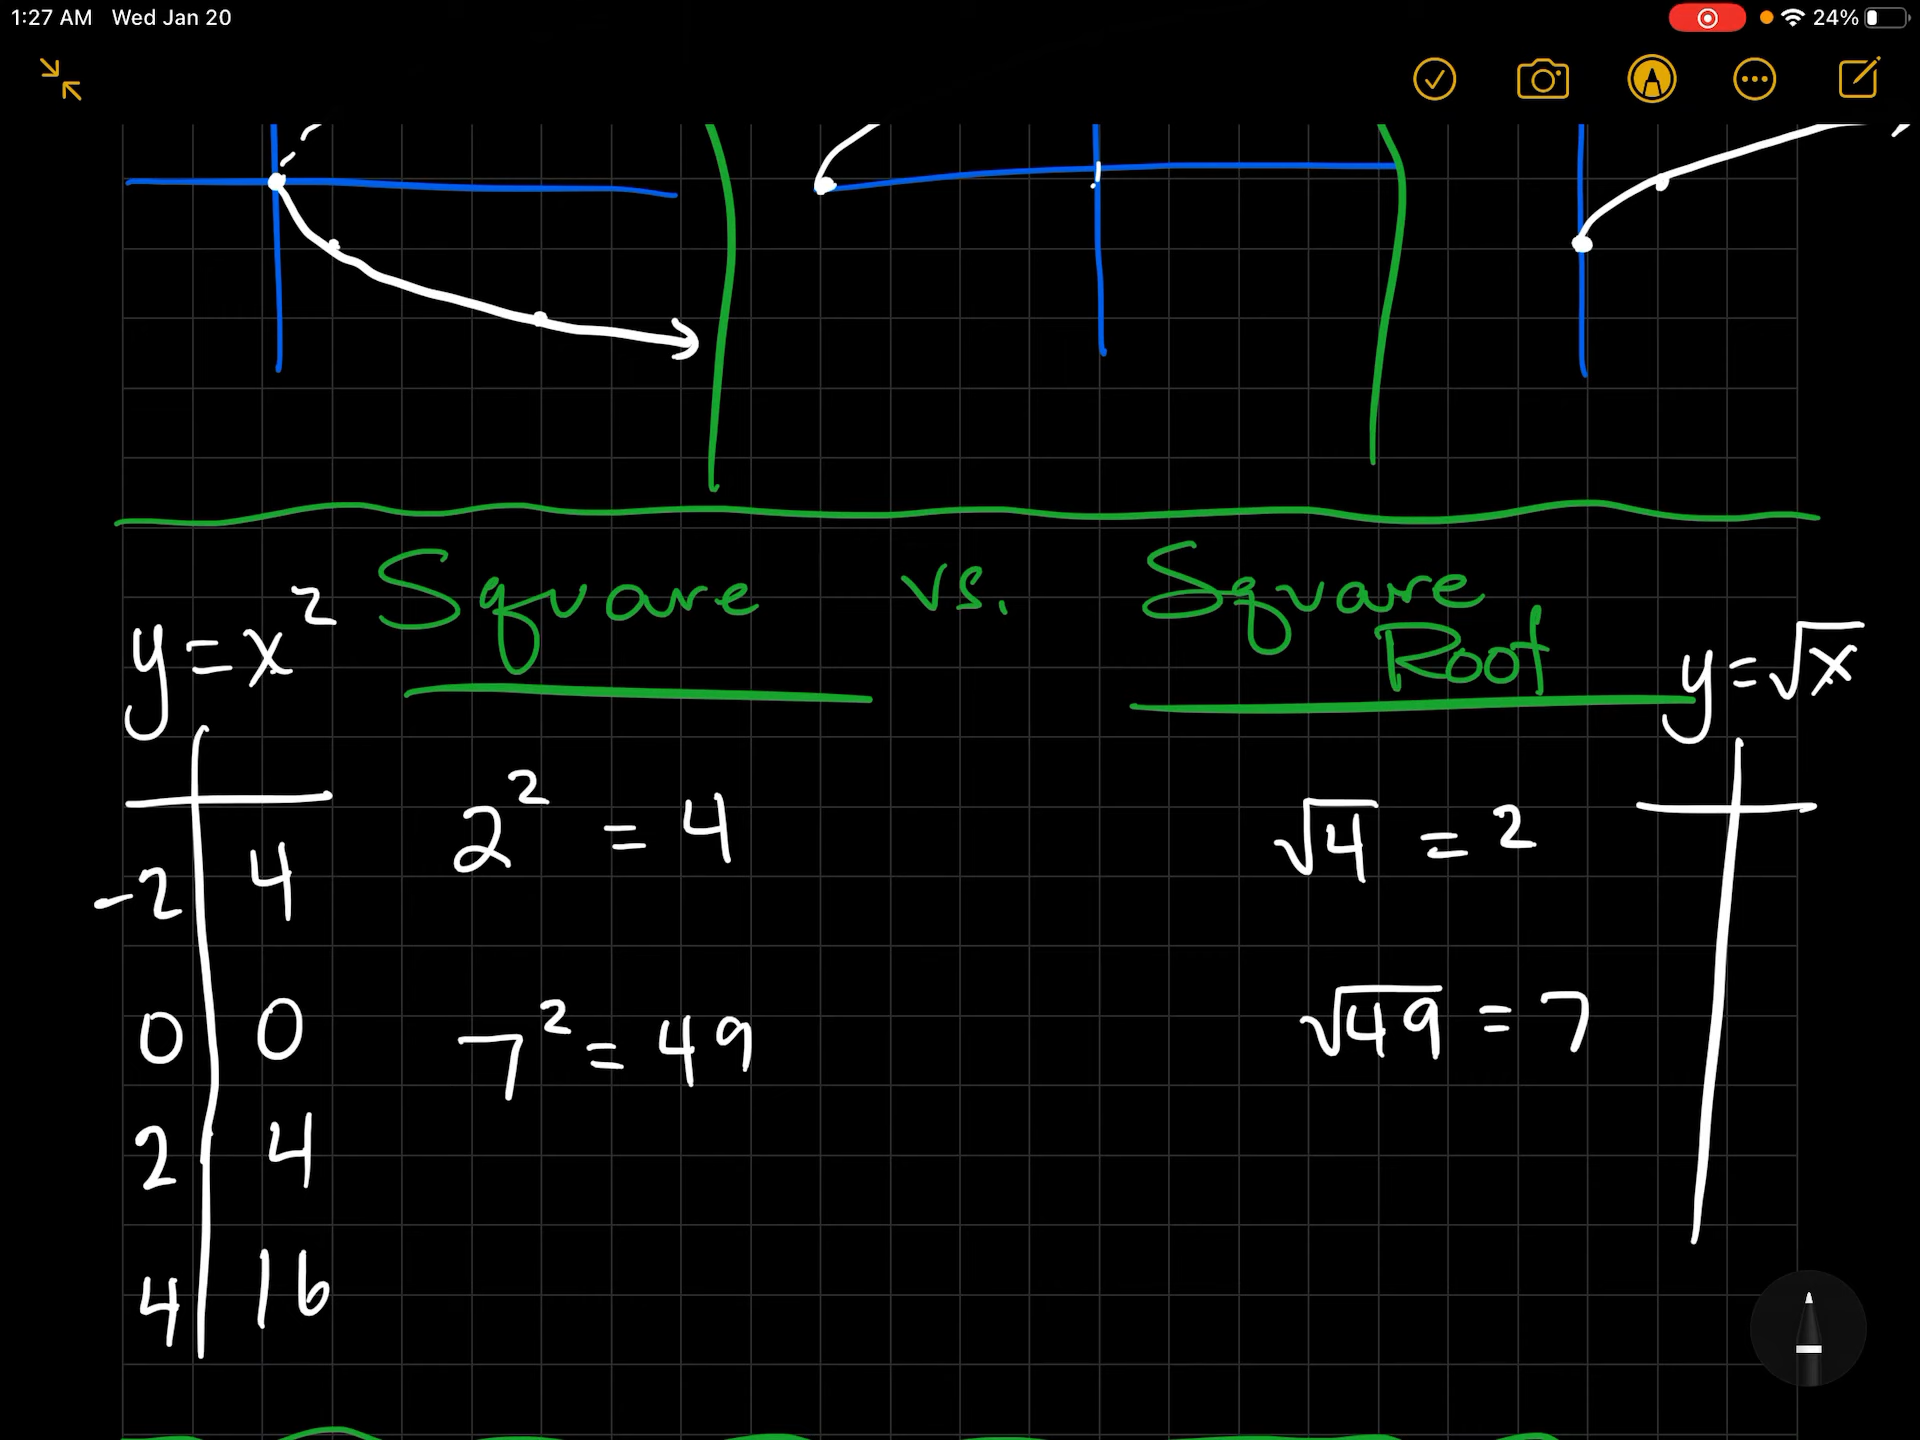 1:27 AM Wed Jan 20
24%
Square vs. Square Root
y = x²
y = √x
-2 4
0 0
2 4
4 16
2² = 4
7² = 49
√4 = 2
√49 = 7